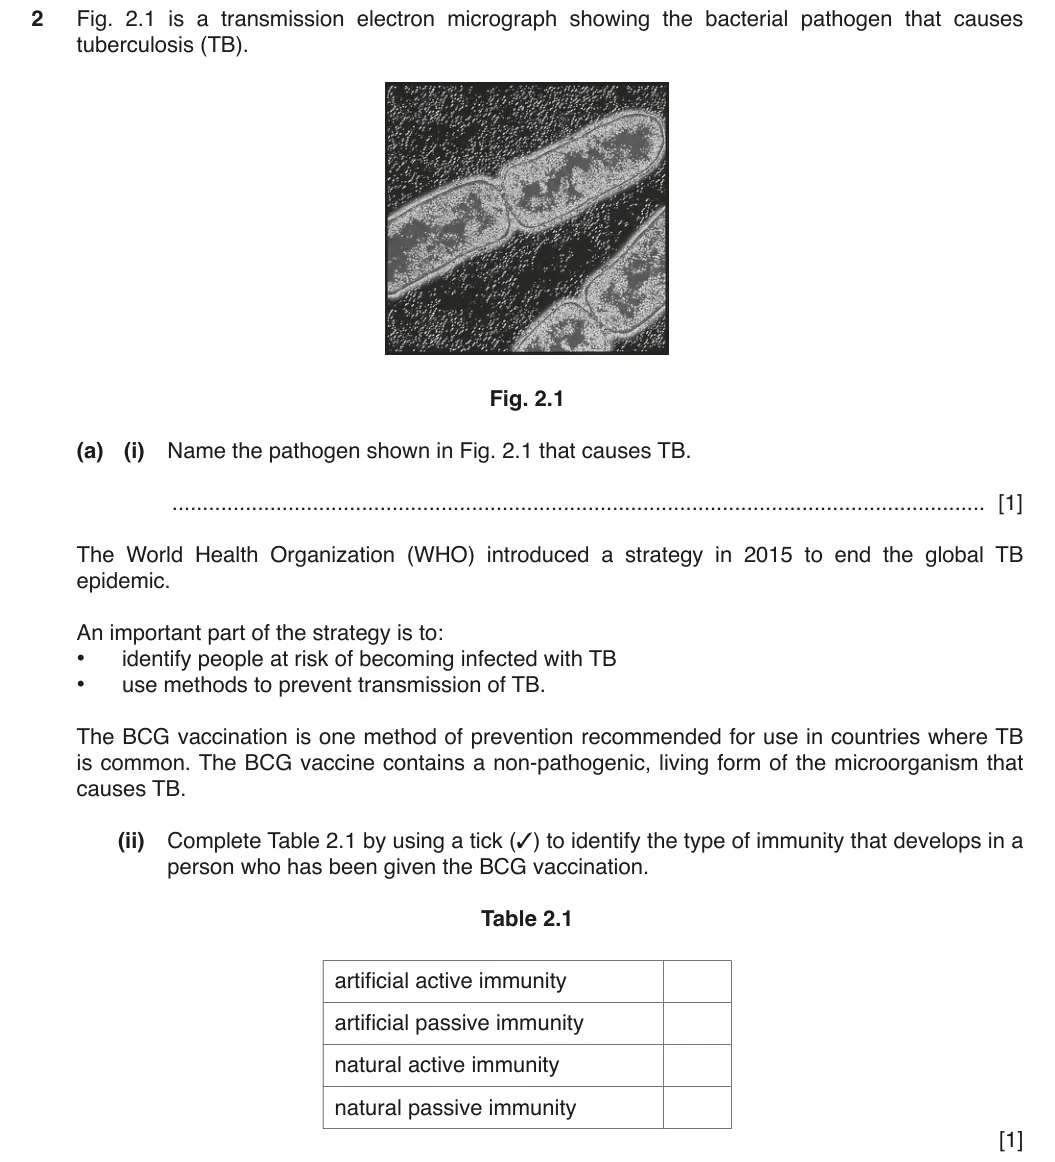 2 Fig. 2.1 is a transmission electron micrograph showing the bacterial pathogen that causes
tuberculosis (TB).
Fig. 2.1
(a) (i) Name the pathogen shown in Fig. 2.1 that causes TB.
.......................................................................................................................................... [1]
The World Health Organization (WHO) introduced a strategy in 2015 to end the global TB
epidemic.
An important part of the strategy is to:
• identify people at risk of becoming infected with TB
• use methods to prevent transmission of TB.
The BCG vaccination is one method of prevention recommended for use in countries where TB
is common. The BCG vaccine contains a non-pathogenic, living form of the microorganism that
causes TB.
(ii) Complete Table 2.1 by using a tick (✓) to identify the type of immunity that develops in a
person who has been given the BCG vaccination.
Table 2.1
artificial active immunity
artificial passive immunity
natural active immunity
natural passive immunity
[1]